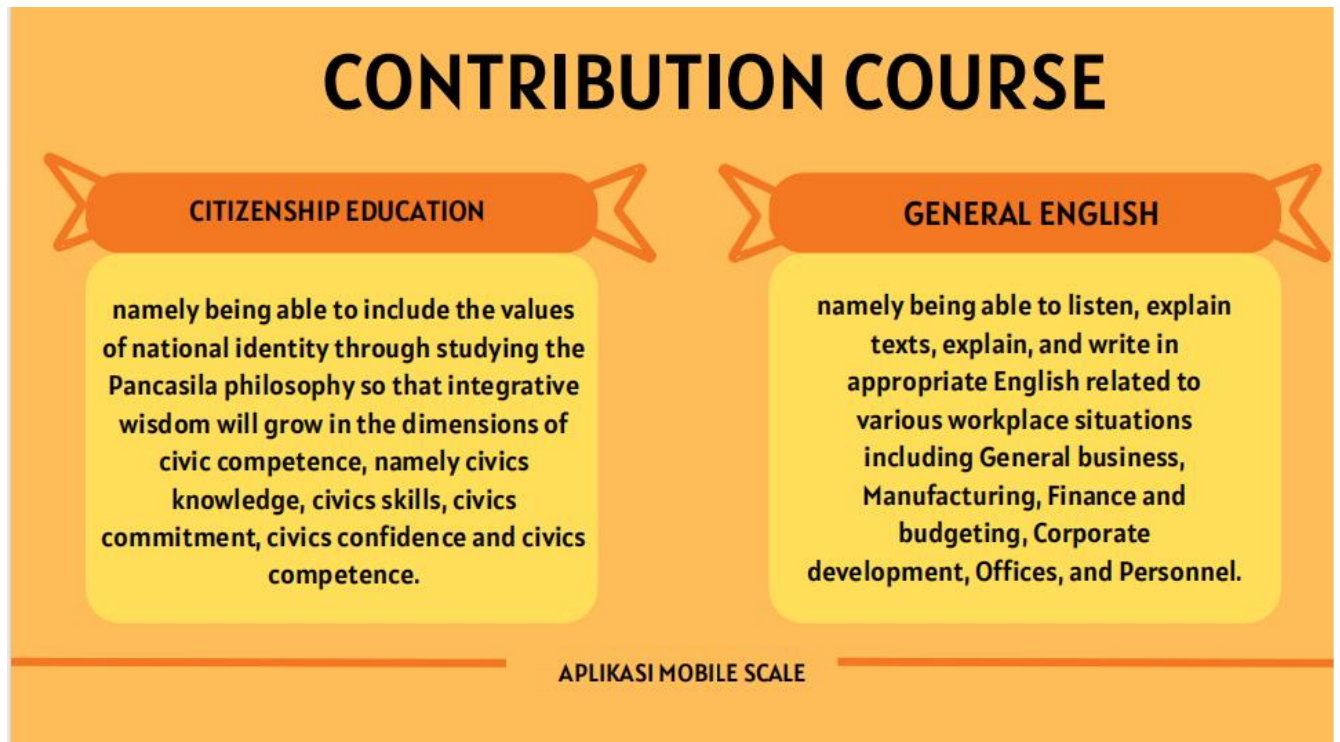 CONTRIBUTION COURSE
CITIZENSHIP EDUCATION
namely being able to include the values
of national identity through studying the
Pancasila philosophy so that integrative
wisdom will grow in the dimensions of
civic competence, namely civics
knowledge, civics skills, civics
commitment, civics confidence and civics
competence.
GENERAL ENGLISH
namely being able to listen, explain
texts, explain, and write in
appropriate English related to
various workplace situations
including General business,
Manufacturing, Finance and
budgeting, Corporate
development, Offices, and Personnel.
APLIKASI MOBILE SCALE